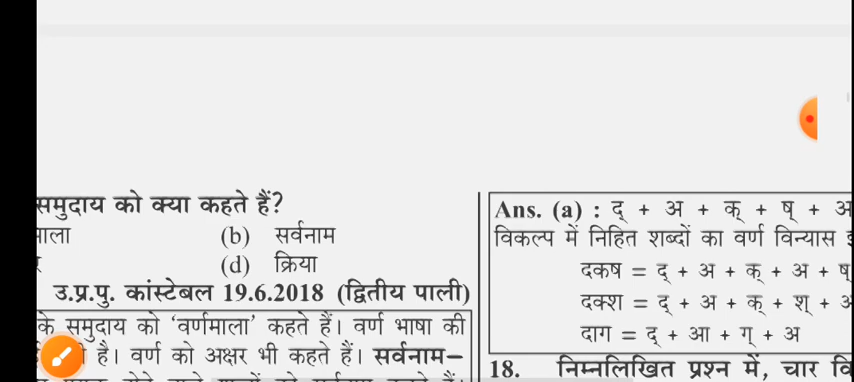 समुदाय को क्या कहते हैं?
(b) सर्वनाम
(d) क्रिया
उ.प्र.पु. कांस्टेबल 19.6.2018 (द्वितीय पाली)
के समुदाय को ‘वर्णमाला’ कहते हैं। वर्ण भाषा की
है। वर्ण को अक्षर भी कहते हैं। सर्वनाम–
Ans. (a) : द् + अ + क् + ष् + अ
विकल्प में निहित शब्दों का वर्ण विन्यास
दकष = द् + अ + क् + अ + ष्
दक्श = द् + अ + क् + श् + अ
दाग = द् + आ + ग् + अ
18. निम्नलिखित प्रश्न में, चार